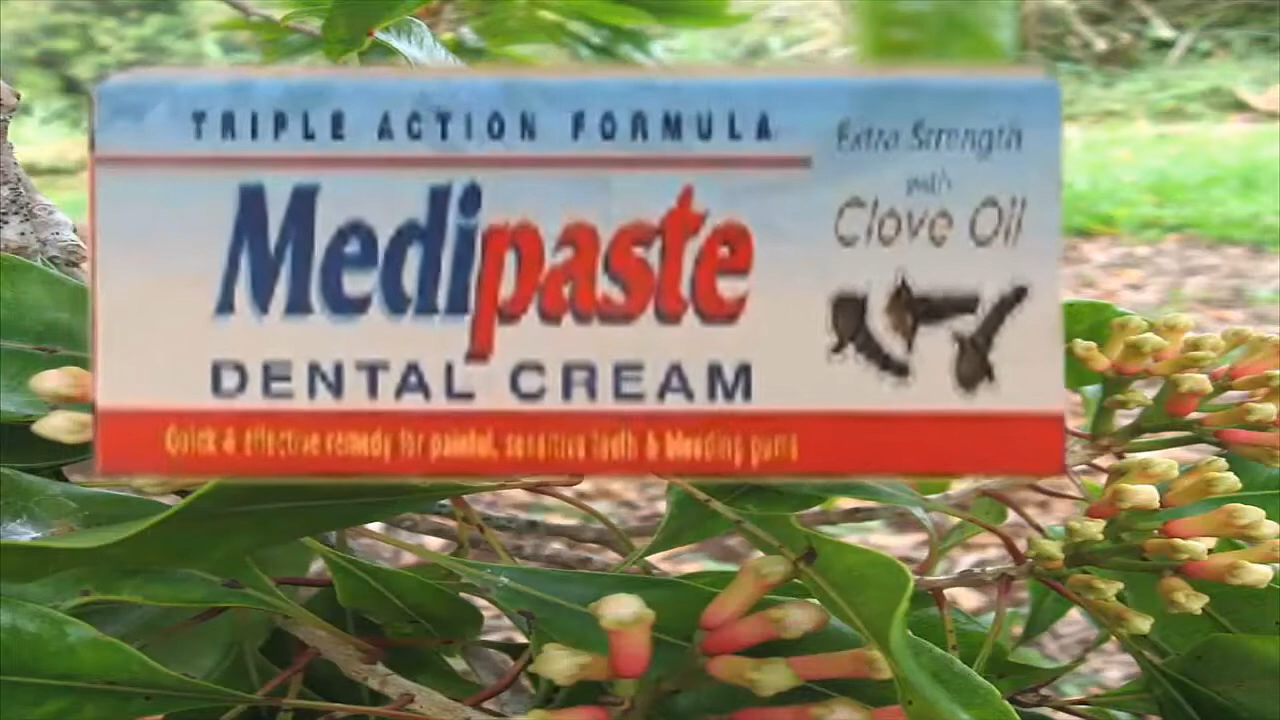 TRIPLE ACTION FORMULA
Extra Strength
with
Clove Oil
Medipaste
DENTAL CREAM
Quick & effective remedy for painful, sensitive teeth & bleeding gums